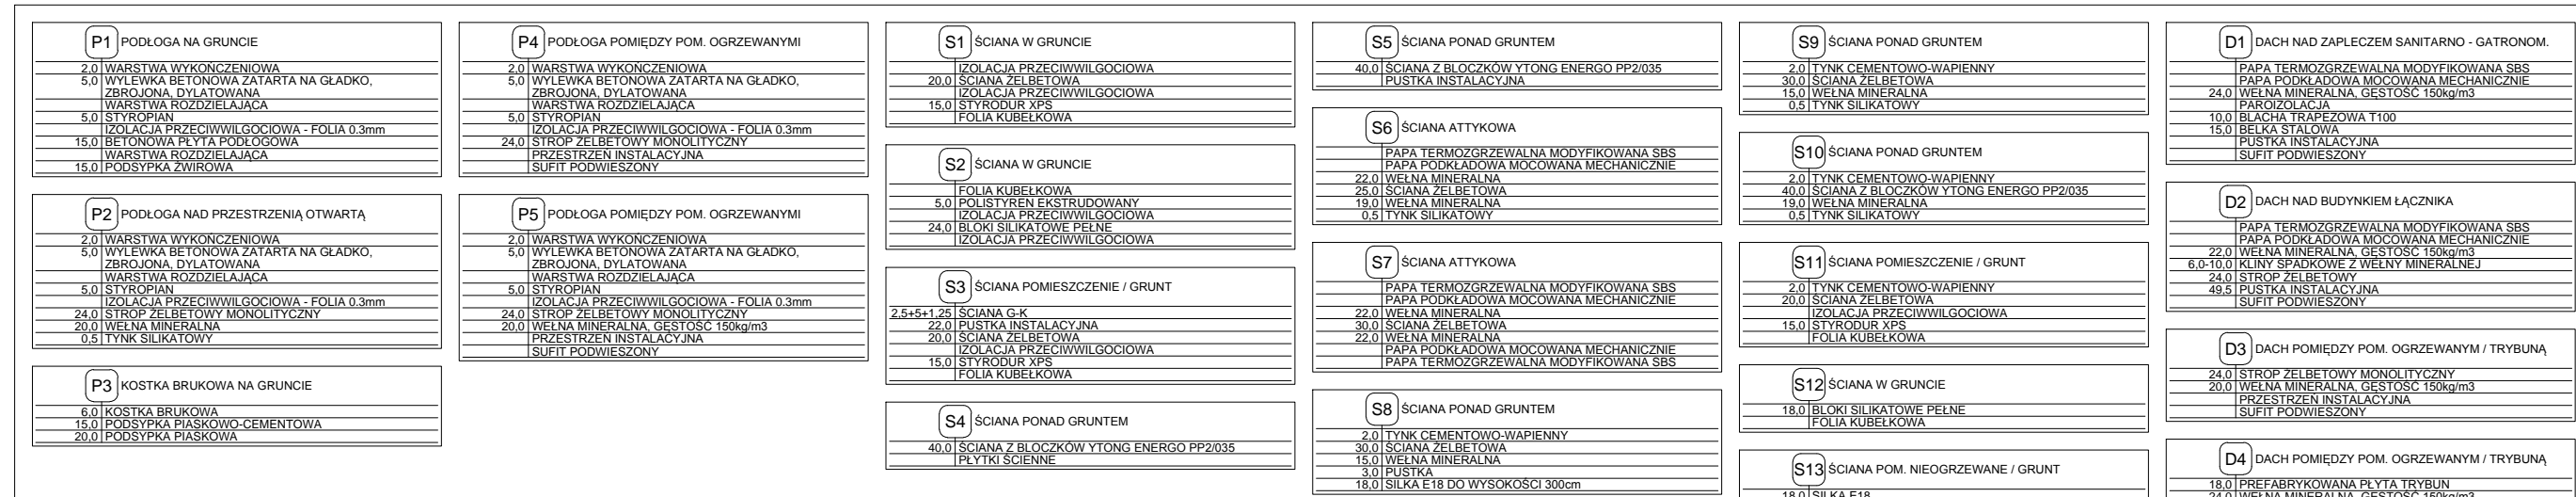 P1 PODŁOGA NA GRUNCIE
2,0 WARSTWA WYKOŃCZENIOWA
5,0 WYLEWKA BETONOWA ZATARTA NA GŁADKO,
ZBROJONA, DYLATOWANA
WARSTWA ROZDZIELAJĄCA
5,0 STYROPIAN
IZOLACJA PRZECIWWILGOCIOWA - FOLIA 0.3mm
15,0 BETONOWA PŁYTA PODŁOGOWA
WARSTWA ROZDZIELAJĄCA
15,0 PODSYPKA ŻWIROWA
P2 PODŁOGA NAD PRZESTRZENIĄ OTWARTĄ
2,0 WARSTWA WYKOŃCZENIOWA
5,0 WYLEWKA BETONOWA ZATARTA NA GŁADKO,
ZBROJONA, DYLATOWANA
WARSTWA ROZDZIELAJĄCA
5,0 STYROPIAN
IZOLACJA PRZECIWWILGOCIOWA - FOLIA 0.3mm
24,0 STROP ŻELBETOWY MONOLITYCZNY
20,0 WEŁNA MINERALNA
0,5 TYNK SILIKATOWY
P3 KOSTKA BRUKOWA NA GRUNCIE
6,0 KOSTKA BRUKOWA
15,0 PODSYPKA PIASKOWO-CEMENTOWA
20,0 PODSYPKA PIASKOWA
P4 PODŁOGA POMIĘDZY POM. OGRZEWANYMI
2,0 WARSTWA WYKOŃCZENIOWA
5,0 WYLEWKA BETONOWA ZATARTA NA GŁADKO,
ZBROJONA, DYLATOWANA
WARSTWA ROZDZIELAJĄCA
5,0 STYROPIAN
IZOLACJA PRZECIWWILGOCIOWA - FOLIA 0.3mm
24,0 STROP ŻELBETOWY MONOLITYCZNY
PRZESTRZEŃ INSTALACYJNA
SUFIT PODWIESZONY
P5 PODŁOGA POMIĘDZY POM. OGRZEWANYMI
2,0 WARSTWA WYKOŃCZENIOWA
5,0 WYLEWKA BETONOWA ZATARTA NA GŁADKO,
ZBROJONA, DYLATOWANA
WARSTWA ROZDZIELAJĄCA
5,0 STYROPIAN
IZOLACJA PRZECIWWILGOCIOWA - FOLIA 0.3mm
24,0 STROP ŻELBETOWY MONOLITYCZNY
20,0 WEŁNA MINERALNA, GĘSTOŚĆ 150kg/m3
PRZESTRZEŃ INSTALACYJNA
SUFIT PODWIESZONY
S1 ŚCIANA W GRUNCIE
IZOLACJA PRZECIWWILGOCIOWA
20,0 ŚCIANA ŻELBETOWA
IZOLACJA PRZECIWWILGOCIOWA
15,0 STYRODUR XPS
FOLIA KUBEŁKOWA
S2 ŚCIANA W GRUNCIE
FOLIA KUBEŁKOWA
5,0 POLISTYREN EKSTRUDOWANY
IZOLACJA PRZECIWWILGOCIOWA
24,0 BLOKI SILIKATOWE PEŁNE
IZOLACJA PRZECIWWILGOCIOWA
S3 ŚCIANA POMIESZCZENIE / GRUNT
2,5+5+1,25 ŚCIANA G-K
22,0 PUSTKA INSTALACYJNA
20,0 ŚCIANA ŻELBETOWA
IZOLACJA PRZECIWWILGOCIOWA
15,0 STYRODUR XPS
FOLIA KUBEŁKOWA
S4 ŚCIANA PONAD GRUNTEM
40,0 ŚCIANA Z BLOCZKÓW YTONG ENERGO PP2/035
PŁYTKI ŚCIENNE
S5 ŚCIANA PONAD GRUNTEM
40,0 ŚCIANA Z BLOCZKÓW YTONG ENERGO PP2/035
PUSTKA INSTALACYJNA
S6 ŚCIANA ATTYKOWA
PAPA TERMOZGRZEWALNA MODYFIKOWANA SBS
PAPA PODKŁADOWA MOCOWANA MECHANICZNIE
22,0 WEŁNA MINERALNA
25,0 ŚCIANA ŻELBETOWA
19,0 WEŁNA MINERALNA
0,5 TYNK SILIKATOWY
S7 ŚCIANA ATTYKOWA
PAPA TERMOZGRZEWALNA MODYFIKOWANA SBS
PAPA PODKŁADOWA MOCOWANA MECHANICZNIE
22,0 WEŁNA MINERALNA
30,0 ŚCIANA ŻELBETOWA
22,0 WEŁNA MINERALNA
PAPA PODKŁADOWA MOCOWANA MECHANICZNIE
PAPA TERMOZGRZEWALNA MODYFIKOWANA SBS
S8 ŚCIANA PONAD GRUNTEM
2,0 TYNK CEMENTOWO-WAPIENNY
30,0 ŚCIANA ŻELBETOWA
15,0 WEŁNA MINERALNA
3,0 PUSTKA
18,0 SILKA E18 DO WYSOKOŚCI 300cm
S9 ŚCIANA PONAD GRUNTEM
2,0 TYNK CEMENTOWO-WAPIENNY
30,0 ŚCIANA ŻELBETOWA
15,0 WEŁNA MINERALNA
0,5 TYNK SILIKATOWY
S10 ŚCIANA PONAD GRUNTEM
2,0 TYNK CEMENTOWO-WAPIENNY
40,0 ŚCIANA Z BLOCZKÓW YTONG ENERGO PP2/035
19,0 WEŁNA MINERALNA
0,5 TYNK SILIKATOWY
S11 ŚCIANA POMIESZCZENIE / GRUNT
2,0 TYNK CEMENTOWO-WAPIENNY
20,0 ŚCIANA ŻELBETOWA
IZOLACJA PRZECIWWILGOCIOWA
15,0 STYRODUR XPS
FOLIA KUBEŁKOWA
S12 ŚCIANA W GRUNCIE
18,0 BLOKI SILIKATOWE PEŁNE
FOLIA KUBEŁKOWA
S13 ŚCIANA POM. NIEOGRZEWANE / GRUNT
18,0 SILKA E18
D1 DACH NAD ZAPLECZEM SANITARNO - GATRONOM.
PAPA TERMOZGRZEWALNA MODYFIKOWANA SBS
PAPA PODKŁADOWA MOCOWANA MECHANICZNIE
24,0 WEŁNA MINERALNA, GĘSTOŚĆ 150kg/m3
PAROIZOLACJA
10,0 BLACHA TRAPEZOWA T100
15,0 BELKA STALOWA
PUSTKA INSTALACYJNA
SUFIT PODWIESZONY
D2 DACH NAD BUDYNKIEM ŁĄCZNIKA
PAPA TERMOZGRZEWALNA MODYFIKOWANA SBS
PAPA PODKŁADOWA MOCOWANA MECHANICZNIE
22,0 WEŁNA MINERALNA, GĘSTOŚĆ 150kg/m3
6,0-10,0 KLINY SPADKOWE Z WEŁNY MINERALNEJ
24,0 STROP ŻELBETOWY
49,5 PUSTKA INSTALACYJNA
SUFIT PODWIESZONY
D3 DACH POMIĘDZY POM. OGRZEWANYM / TRYBUNĄ
24,0 STROP ŻELBETOWY MONOLITYCZNY
20,0 WEŁNA MINERALNA, GĘSTOŚĆ 150kg/m3
PRZESTRZEŃ INSTALACYJNA
SUFIT PODWIESZONY
D4 DACH POMIĘDZY POM. OGRZEWANYM / TRYBUNĄ
18,0 PREFABRYKOWANA PŁYTA TRYBUN
24,0 WEŁNA MINERALNA, GĘSTOŚĆ 150kg/m3